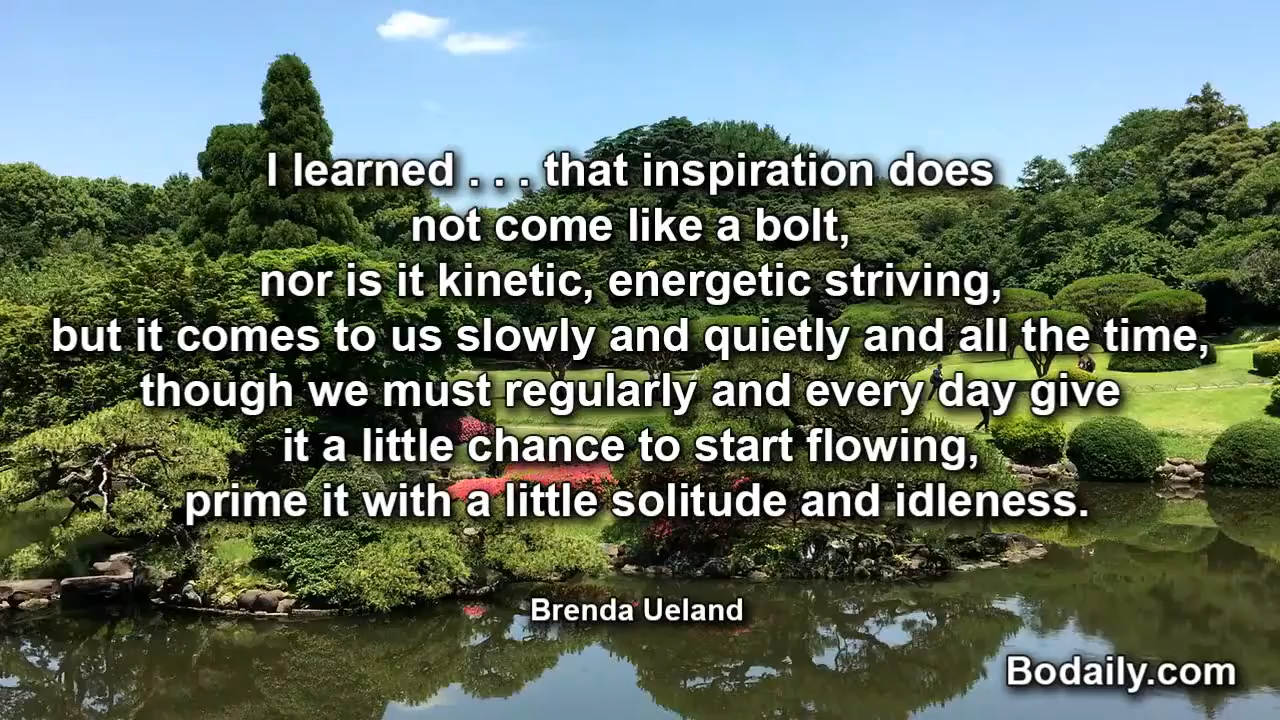 I learned . . . that inspiration does
not come like a bolt,
nor is it kinetic, energetic striving,
but it comes to us slowly and quietly and all the time,
though we must regularly and every day give
it a little chance to start flowing,
prime it with a little solitude and idleness.
Brenda Ueland
Bodaily.com